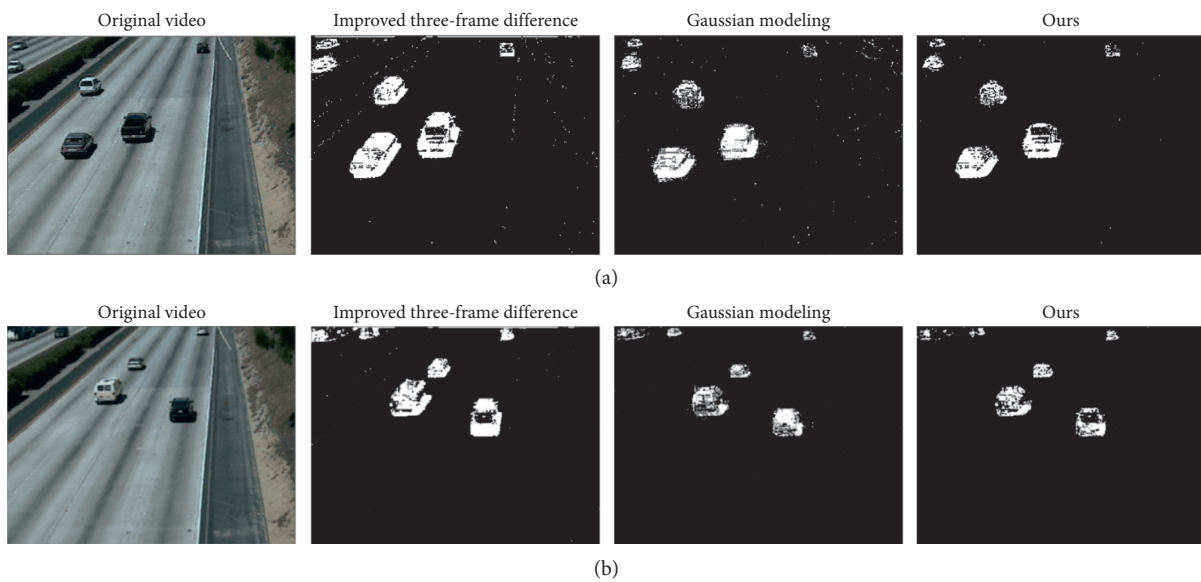 Original video
Improved three-frame difference
Gaussian modeling
Ours
(a)
Original video
Improved three-frame difference
Gaussian modeling
Ours
(b)